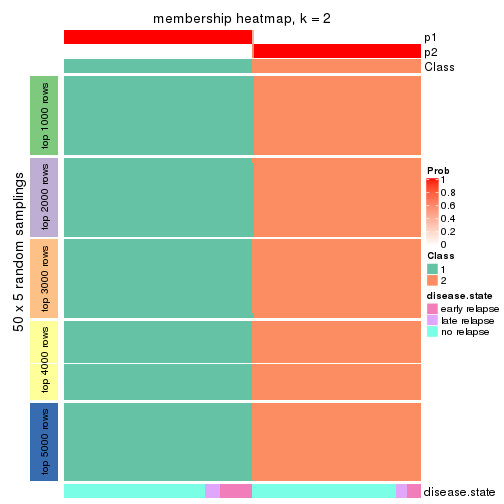 membership heatmap, k = 2
p1
p2
Class
50 x 5 random samplings
top 1000 rows
top 2000 rows
top 3000 rows
top 4000 rows
top 5000 rows
Prob
1
0.8
0.6
0.4
0.2
0
Class
1
2
disease.state
early relapse
late relapse
no relapse
disease.state